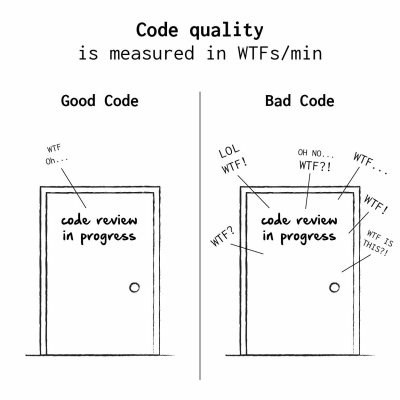 Code quality
is measured in WTFs/min
Good Code
WTF
Oh...
code review
in progress
Bad Code
LOL
WTF!
OH NO...
WTF?!
WTF...
WTF!
WTF?
WTF IS
THIS?!
code review
in progress